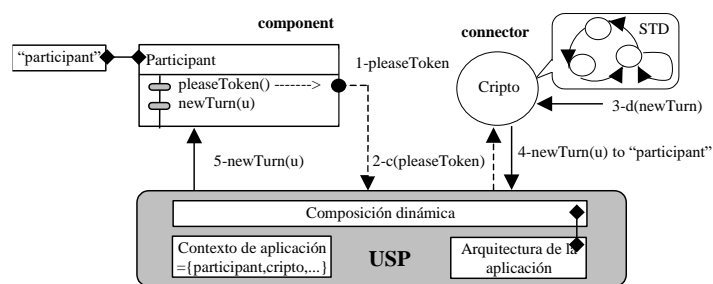 component
connector
STD
“participant”
Participant
pleaseToken() ------->
newTurn(u)
1-pleaseToken
Cripto
3-d(newTurn)
5-newTurn(u)
2-c(pleaseToken)
4-newTurn(u) to “participant”
Composición dinámica
Contexto de aplicación
={participant,cripto,...}
USP
Arquitectura de la
aplicación